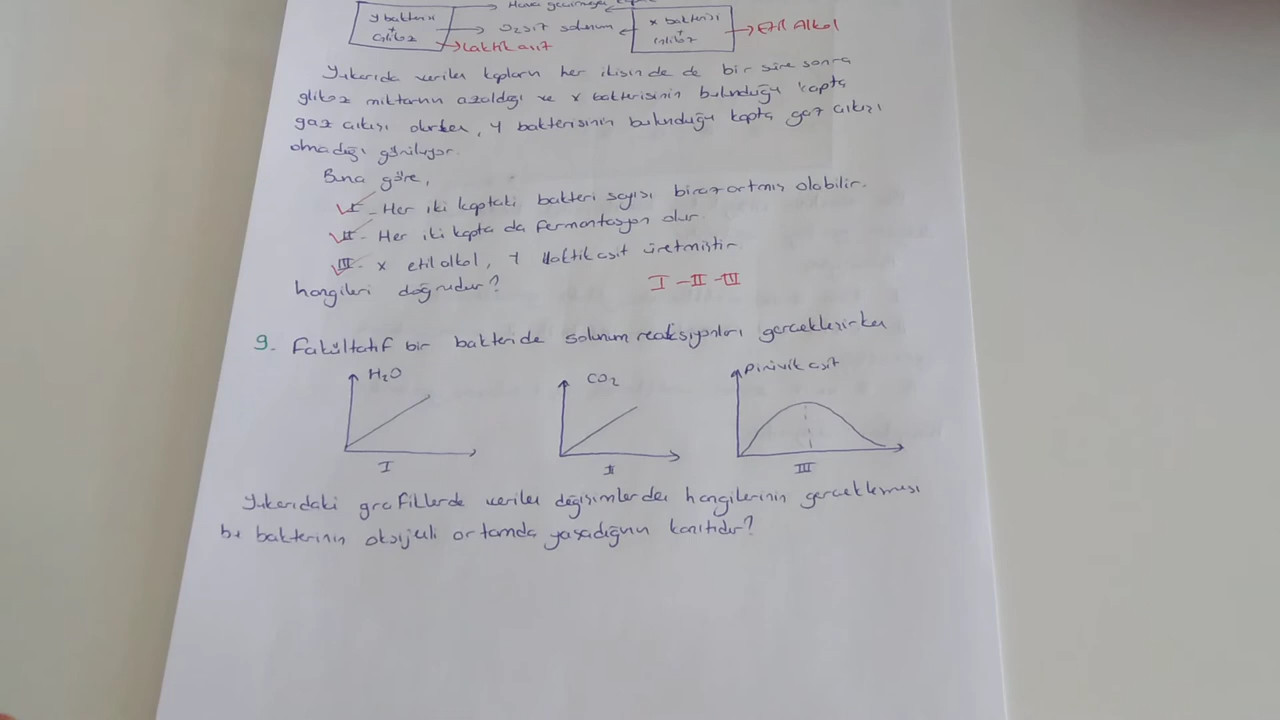 Hava geçirmeyen
y bakterisi + Glikoz
x bakterisi + Glikoz
O₂siz solunum
Laktik asit
Etil Alkol
Yukarıda verilen kapların her ikisinde de bir süre sonra
glikoz miktarının azaldığı ve x bakterisinin bulunduğu kapta
gaz çıkışı olurken, y bakterisinin bulunduğu kapta gaz çıkışı
olmadığı görülüyor.
Buna göre,
I- Her iki kaptaki bakteri sayısı biraz artmış olabilir.
II- Her iki kapta da fermantasyon olur.
III- x etil alkol, y laktik asit üretmiştir.
hangileri doğrudur?
I - II - III
9. Fakültatif bir bakteride solunum reaksiyonları gerçekleşirken
H₂O
CO₂
pirüvik asit
I
II
III
Yukarıdaki grafiklerde verilen değişimlerden hangilerinin gerçekleşmesi
bu bakterinin oksijenli ortamda yaşadığının kanıtıdır?